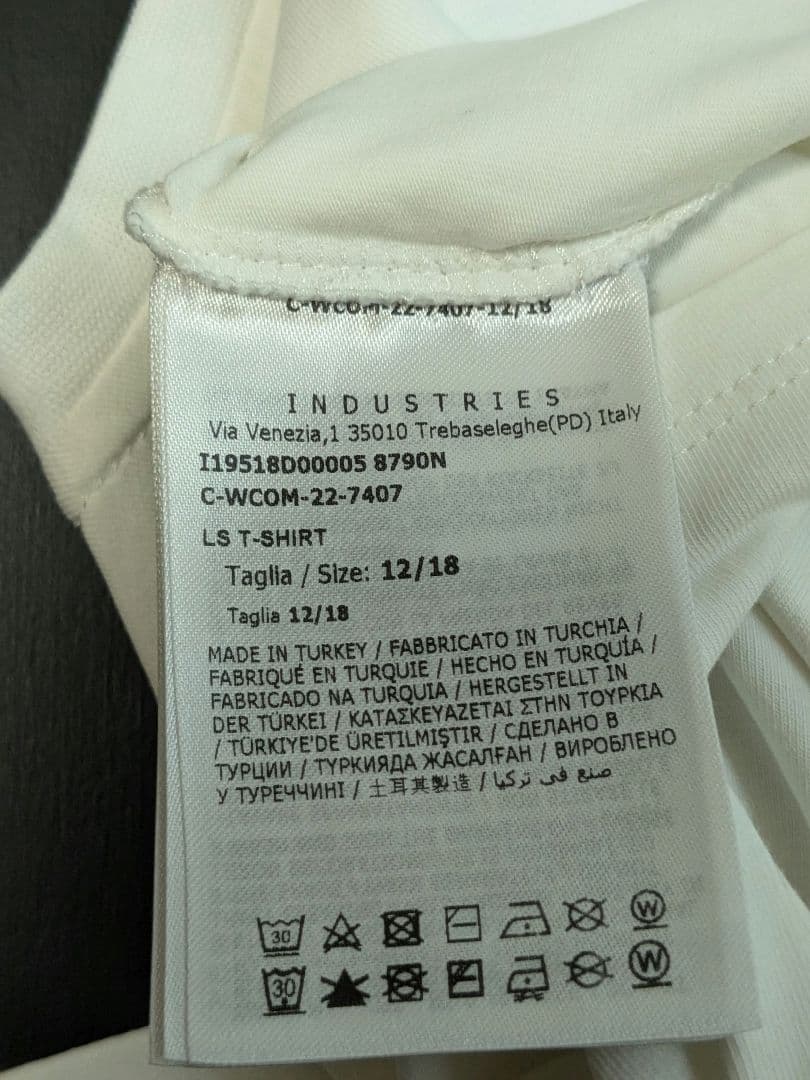 C-WCOM-22-7407-12/18
INDUSTRIES
Via Venezia,1 35010 Trebaseleghe(PD) Italy
I19518D00005 8790N
C-WCOM-22-7407
LS T-SHIRT
Taglia / Size: 12/18
Taglia 12/18
MADE IN TURKEY / FABBRICATO IN TURCHIA /
FABRIQUÉ EN TURQUIE / HECHO EN TURQUÍA /
FABRICADO NA TURQUIA / HERGESTELLT IN
DER TÜRKEI / ΚΑΤΑΣΚΕΥΑΖΕΤΑΙ ΣΤΗΝ ΤΟΥΡΚΙΑ
/ TÜRKIYE'DE ÜRETILMIŞTIR / СДЕЛАНО В
ТУРЦИИ / ТУРКИЯДА ЖАСАЛҒАН / ВИРОБЛЕНО
У ТУРЕЧЧИНІ / 土耳其製造 / صنع في تركيا
30 W
30 W